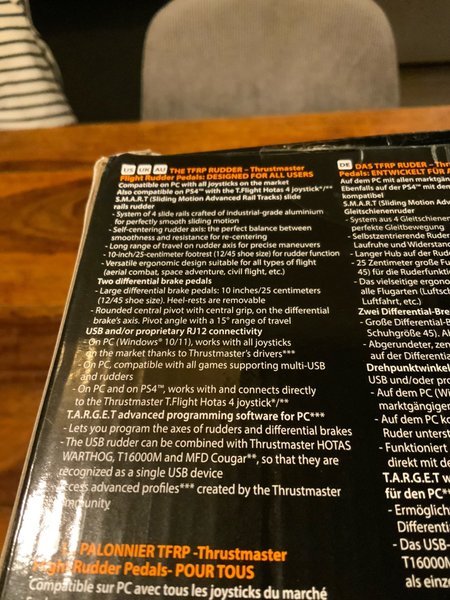 US UK AU THE TFRP RUDDER – Thrustmaster
Flight Rudder Pedals: DESIGNED FOR ALL USERS
Compatible on PC with all joysticks on the market
Also compatible on PS4™ with the T.Flight Hotas 4 joystick*/**
S.M.A.R.T (Sliding Motion Advanced Rail Tracks) slide
rails rudder
- System of 4 slide rails crafted of industrial-grade aluminium
for perfectly smooth sliding motion
- Self-centering rudder axis: the perfect balance between
smoothness and resistance for re-centering
- Long range of travel on rudder axis for precise maneuvers
- 10-inch/25-centimeter footrest (12/45 shoe size) for rudder function
- Versatile ergonomic design suitable for all types of flight
(aerial combat, space adventure, civil flight, etc.)
Two differential brake pedals
- Large differential brake pedals: 10 inches/25 centimeters
(12/45 shoe size). Heel-rests are removable
- Rounded central pivot with central grip, on the differential
brake's axis. Pivot angle with a 15° range of travel
USB and/or proprietary RJ12 connectivity
- On PC (Windows® 10/11), works with all joysticks
on the market thanks to Thrustmaster's drivers***
- On PC, compatible with all games supporting multi-USB
and rudders
- On PC and on PS4™, works with and connects directly
to the Thrustmaster T.Flight Hotas 4 joystick*/**
T.A.R.G.E.T advanced programming software for PC***
- Lets you program the axes of rudders and differential brakes
- The USB rudder can be combined with Thrustmaster HOTAS
WARTHOG, T16000M and MFD Cougar**, so that they are
recognized as a single USB device
access advanced profiles*** created by the Thrustmaster
PALONNIER TFRP -Thrustmaster
Flight Rudder Pedals- POUR TOUS
Compatible sur PC avec tous les joysticks du marché
DE DAS TFRP RUDER – Thr
Pedals: ENTWICKELT FÜR A
Auf dem PC mit allen markt
Ebenfalls auf der PS4™ mit dem
kompatibel
S.M.A.R.T (Sliding Motion
Gleitschienenruder
- System aus 4 Gleitschienen
perfekte Gleitbewegung
- Selbstzentrierende Ruder
Laufruhe und Widerstand
- Langer Hub auf der Ruder
- 25 Zentimeter große Fu
45) für die Ruderfunktion
- Das vielseitige ergono
alle Flugarten (Luftsch
Luftfahrt, etc.)
Zwei Differential-Bre
- Große Differential-B
Schuhgröße 45). A
- Abgerundeter, zen
auf der Differential
Drehpunktwinkel
USB und/oder pro
- Auf dem PC (Wi
marktgängigen
- Auf dem PC ko
Ruder unterst
- Funktioniert
direkt mit de
T.A.R.G.E.T
für den PC**
- Ermöglich
Differenti
- Das USB-
T16000M
als einze